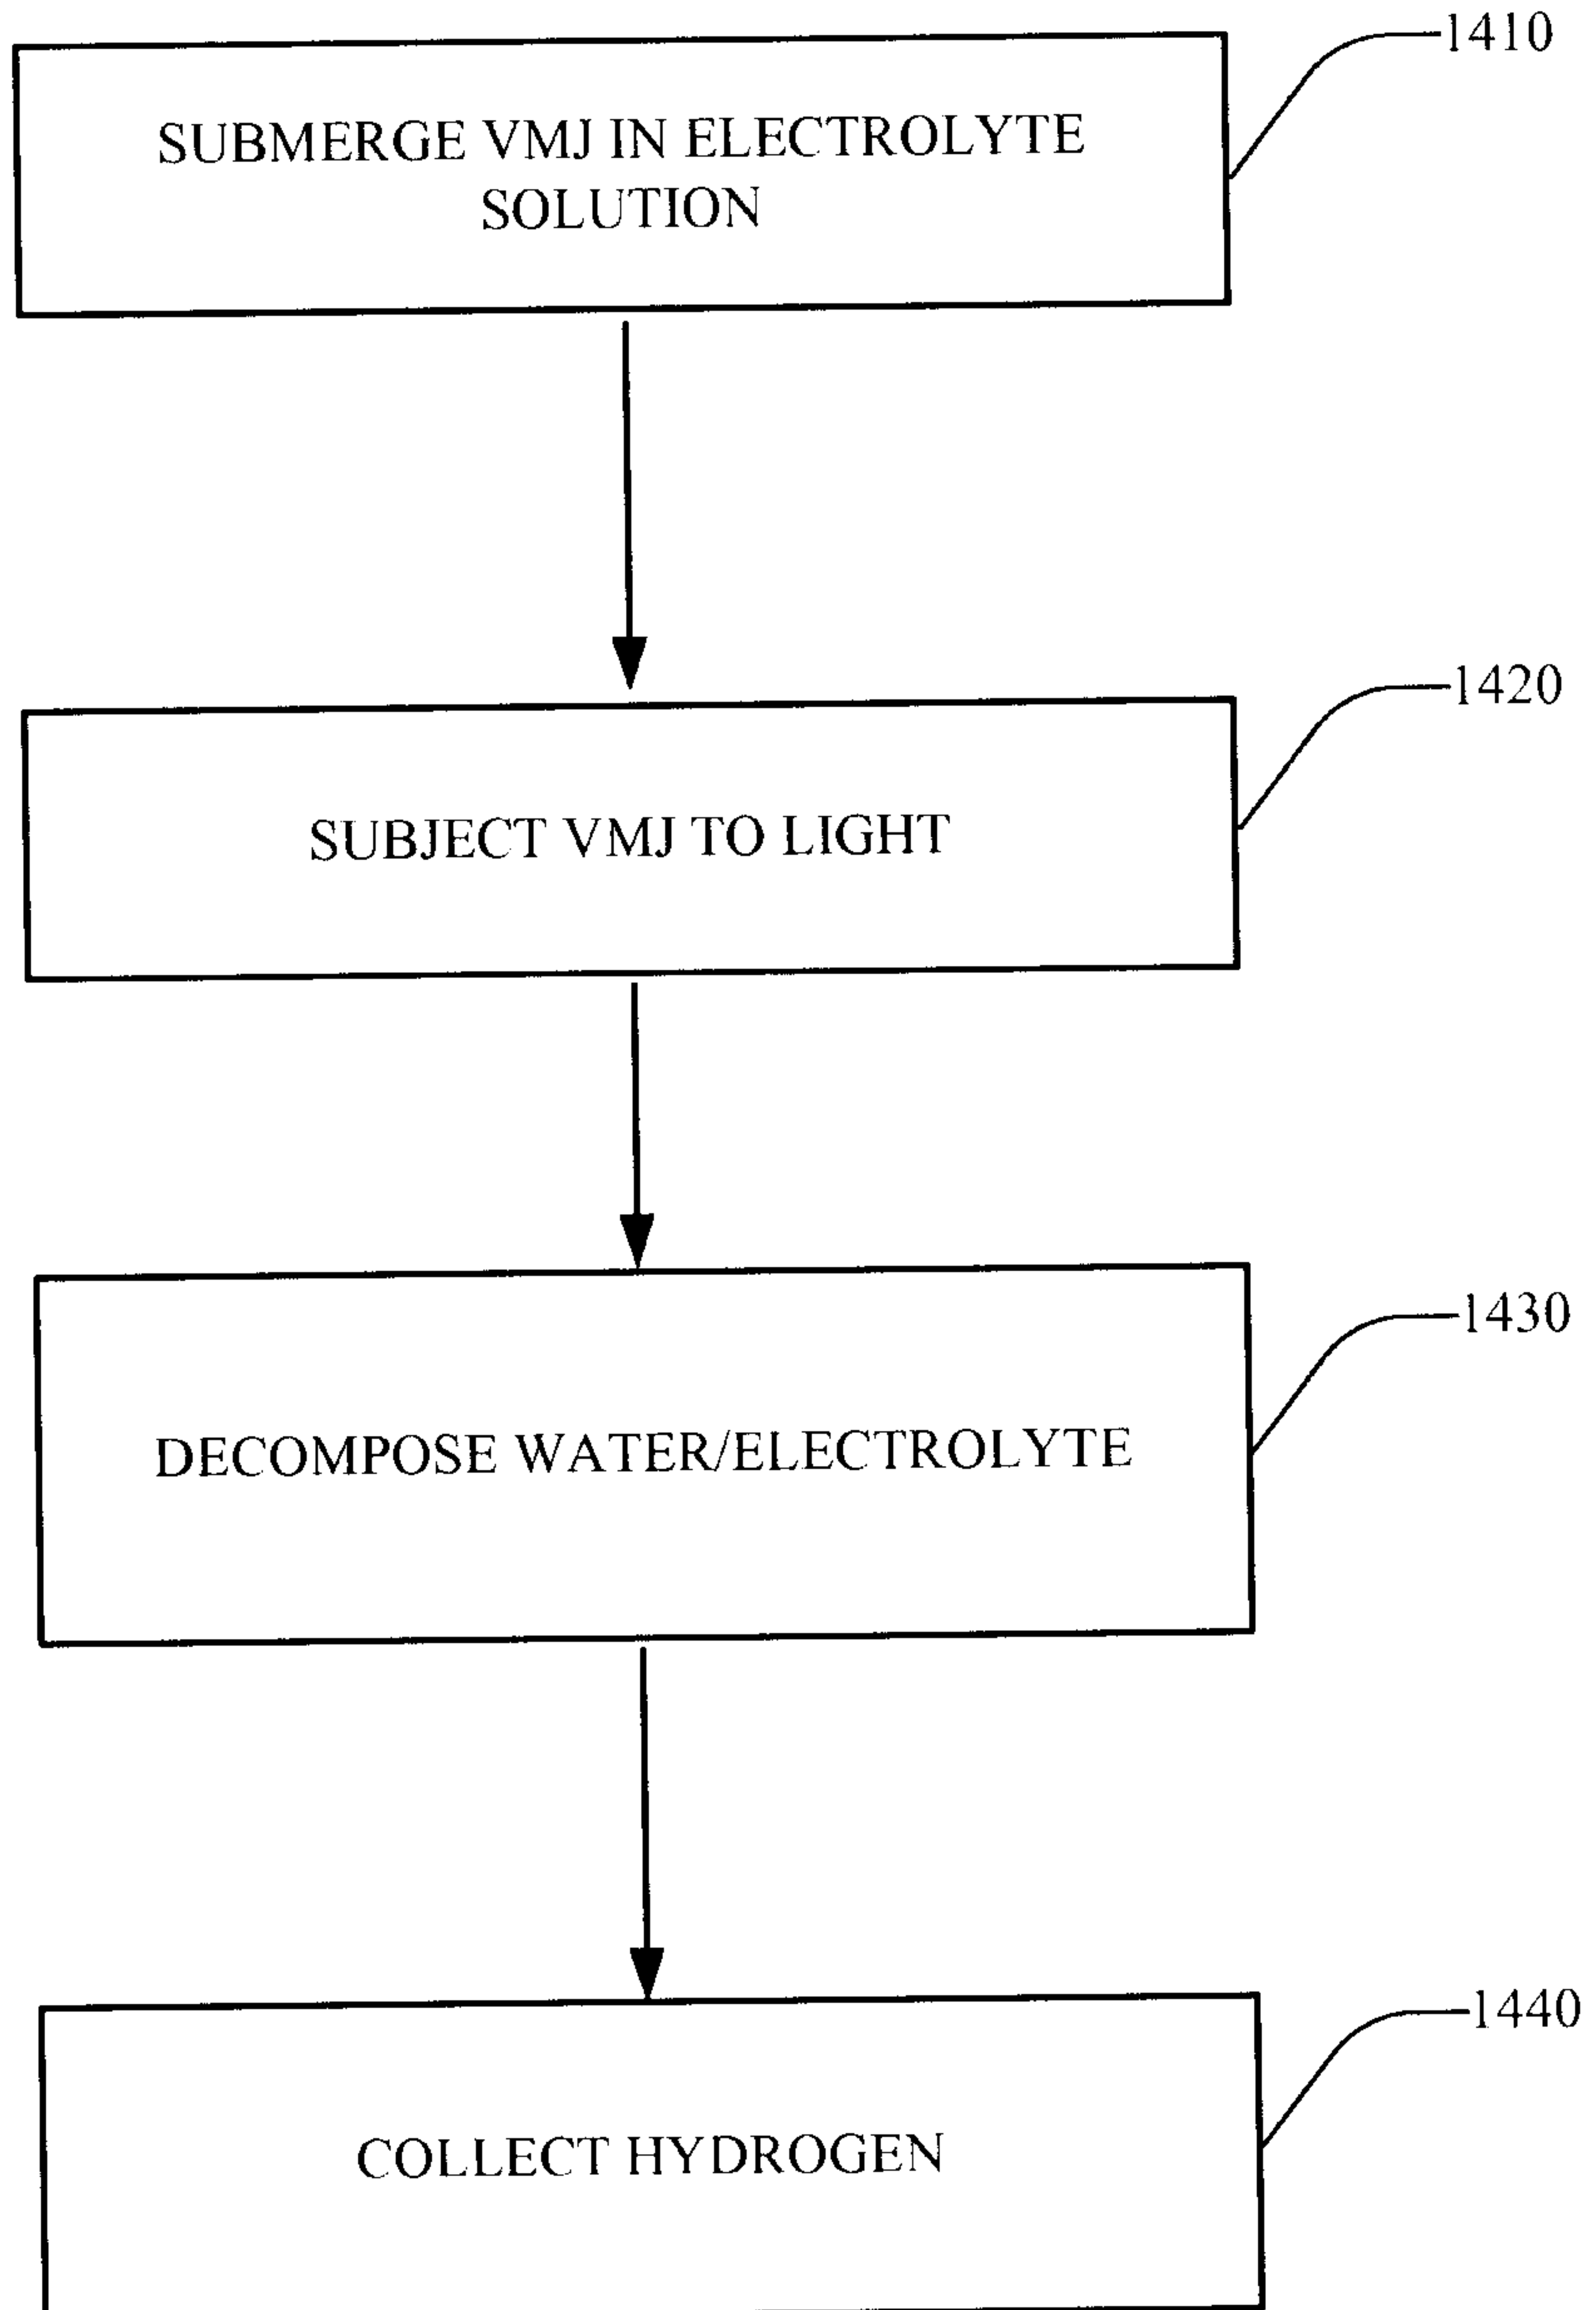 1410
SUBMERGE VMJ IN ELECTROLYTE
SOLUTION
1420
SUBJECT VMJ TO LIGHT
1430
DECOMPOSE WATER/ELECTROLYTE
1440
COLLECT HYDROGEN